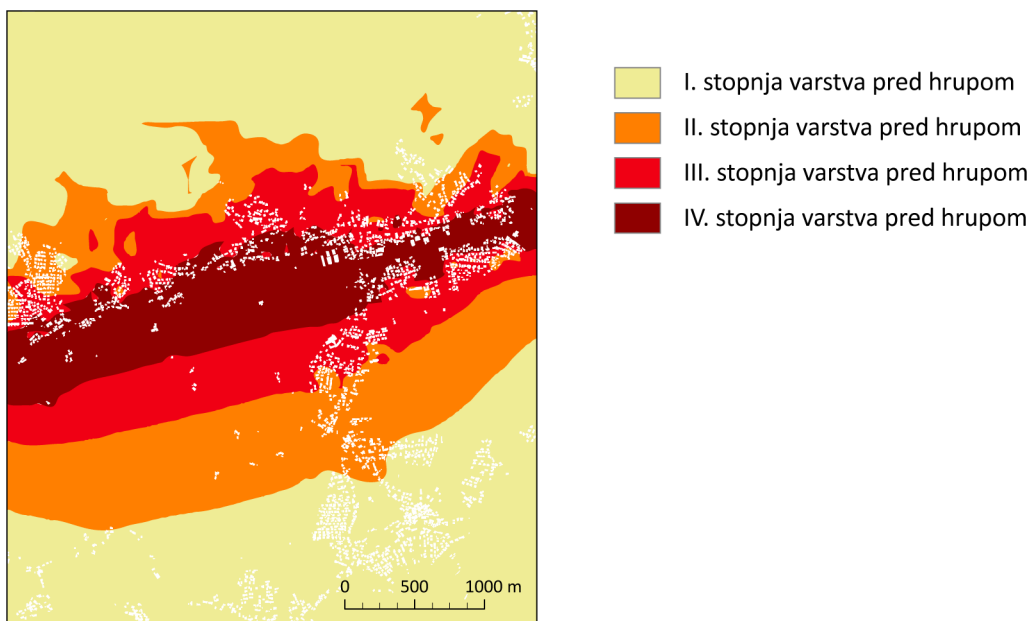 I. stopnja varstva pred hrupom
II. stopnja varstva pred hrupom
III. stopnja varstva pred hrupom
IV. stopnja varstva pred hrupom
0 500 1000 m